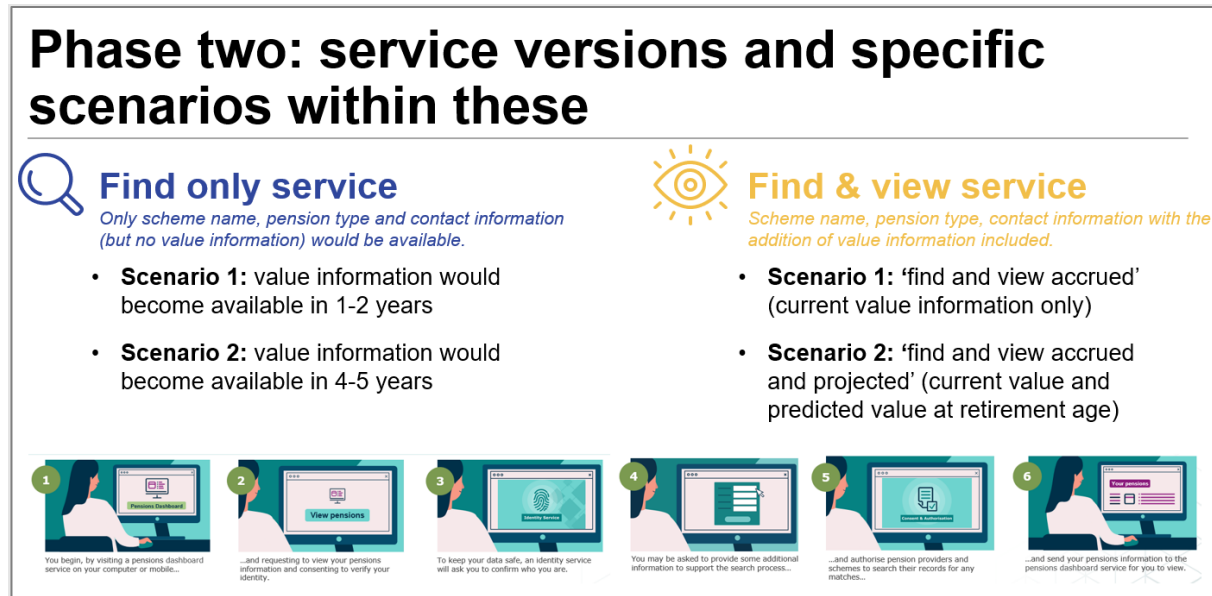 Phase two: service versions and specific
scenarios within these
Find only service
Only scheme name, pension type and contact information
(but no value information) would be available.
• Scenario 1: value information would
become available in 1-2 years
• Scenario 2: value information would
become available in 4-5 years
Find & view service
Scheme name, pension type, contact information with the
addition of value information included.
• Scenario 1: ‘find and view accrued’
(current value information only)
• Scenario 2: ‘find and view accrued
and projected’ (current value and
predicted value at retirement age)
1
Pensions Dashboard
You begin, by visiting a pensions dashboard
service on your computer or mobile...
2
View pensions
...and requesting to view your pensions
information and consenting to verify your
identity.
3
Identity Service
To keep your data safe, an identity service
will ask you to confirm who you are.
4
You may be asked to provide some additional
information to support the search process...
5
Consent & Authorisation
...and authorise pension providers and
schemes to search their records for any
matches...
6
Your pensions
...and send your pensions information to the
pensions dashboard service for you to view.